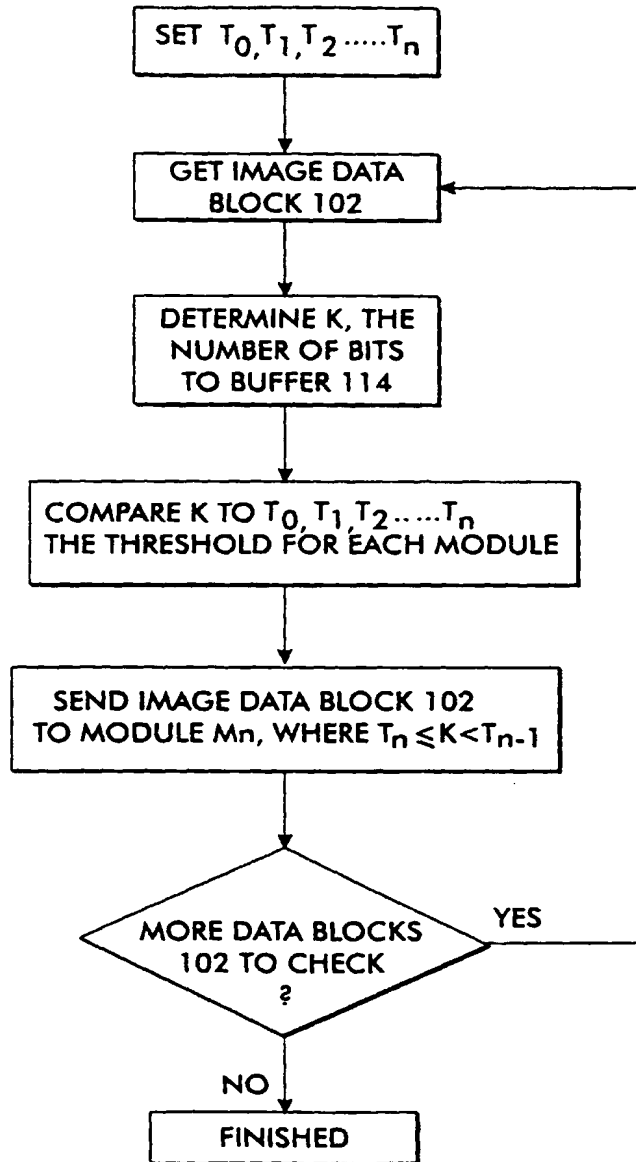 SET T₀, T₁, T₂ ..... Tₙ
GET IMAGE DATA
BLOCK 102
DETERMINE K, THE
NUMBER OF BITS
TO BUFFER 114
COMPARE K TO T₀, T₁, T₂ ..... Tₙ
THE THRESHOLD FOR EACH MODULE
SEND IMAGE DATA BLOCK 102
TO MODULE Mn, WHERE Tₙ ≤ K < Tₙ₋₁
MORE DATA BLOCKS
102 TO CHECK
?
YES
NO
FINISHED